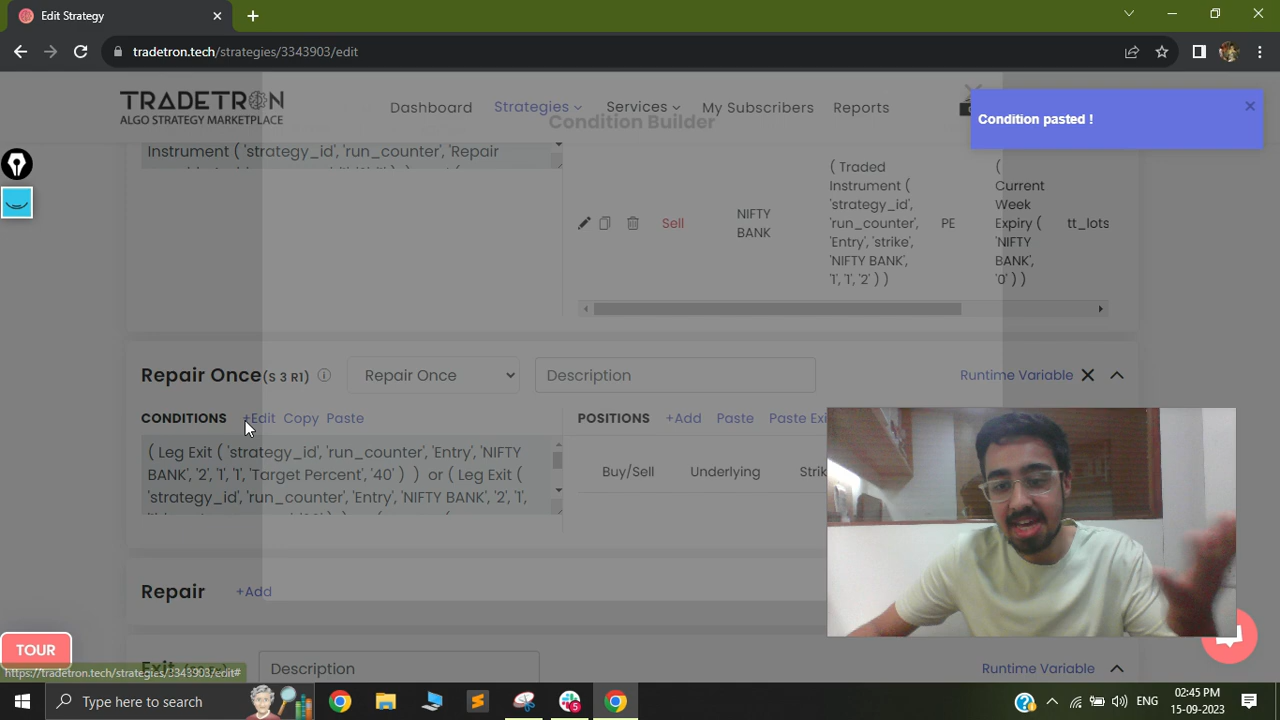 Edit Strategy
tradetron.tech/strategies/3343903/edit
TRADETRON
ALGO STRATEGY MARKETPLACE
Dashboard
Strategies
Services
My Subscribers
Reports
Condition Builder
Condition pasted !
Instrument ( 'strategy_id', 'run_counter', 'Repair
Sell
NIFTY
BANK
( Traded
Instrument (
'strategy_id',
'run_counter',
'Entry', 'strike',
'NIFTY BANK',
'1', '1', '2' ) )
PE
(
Current
Week
Expiry (
'NIFTY
BANK',
'0' ) )
tt_lots
Repair Once (S 3 R1)
Repair Once
Description
Runtime Variable
CONDITIONS
+Edit
Copy
Paste
POSITIONS
+Add
Paste
Paste Exi
( Leg Exit ( 'strategy_id', 'run_counter', 'Entry', 'NIFTY
BANK', '2', '1', '1', 'Target Percent', '40' ) ) or ( Leg Exit (
'strategy_id', 'run_counter', 'Entry', 'NIFTY BANK', '2', '1',
Buy/Sell
Underlying
Strik
Repair
+Add
TOUR
Description
Runtime Variable
https://tradetron.tech/strategies/3343903/edit#
Type here to search
5
ENG
02:45 PM
15-09-2023